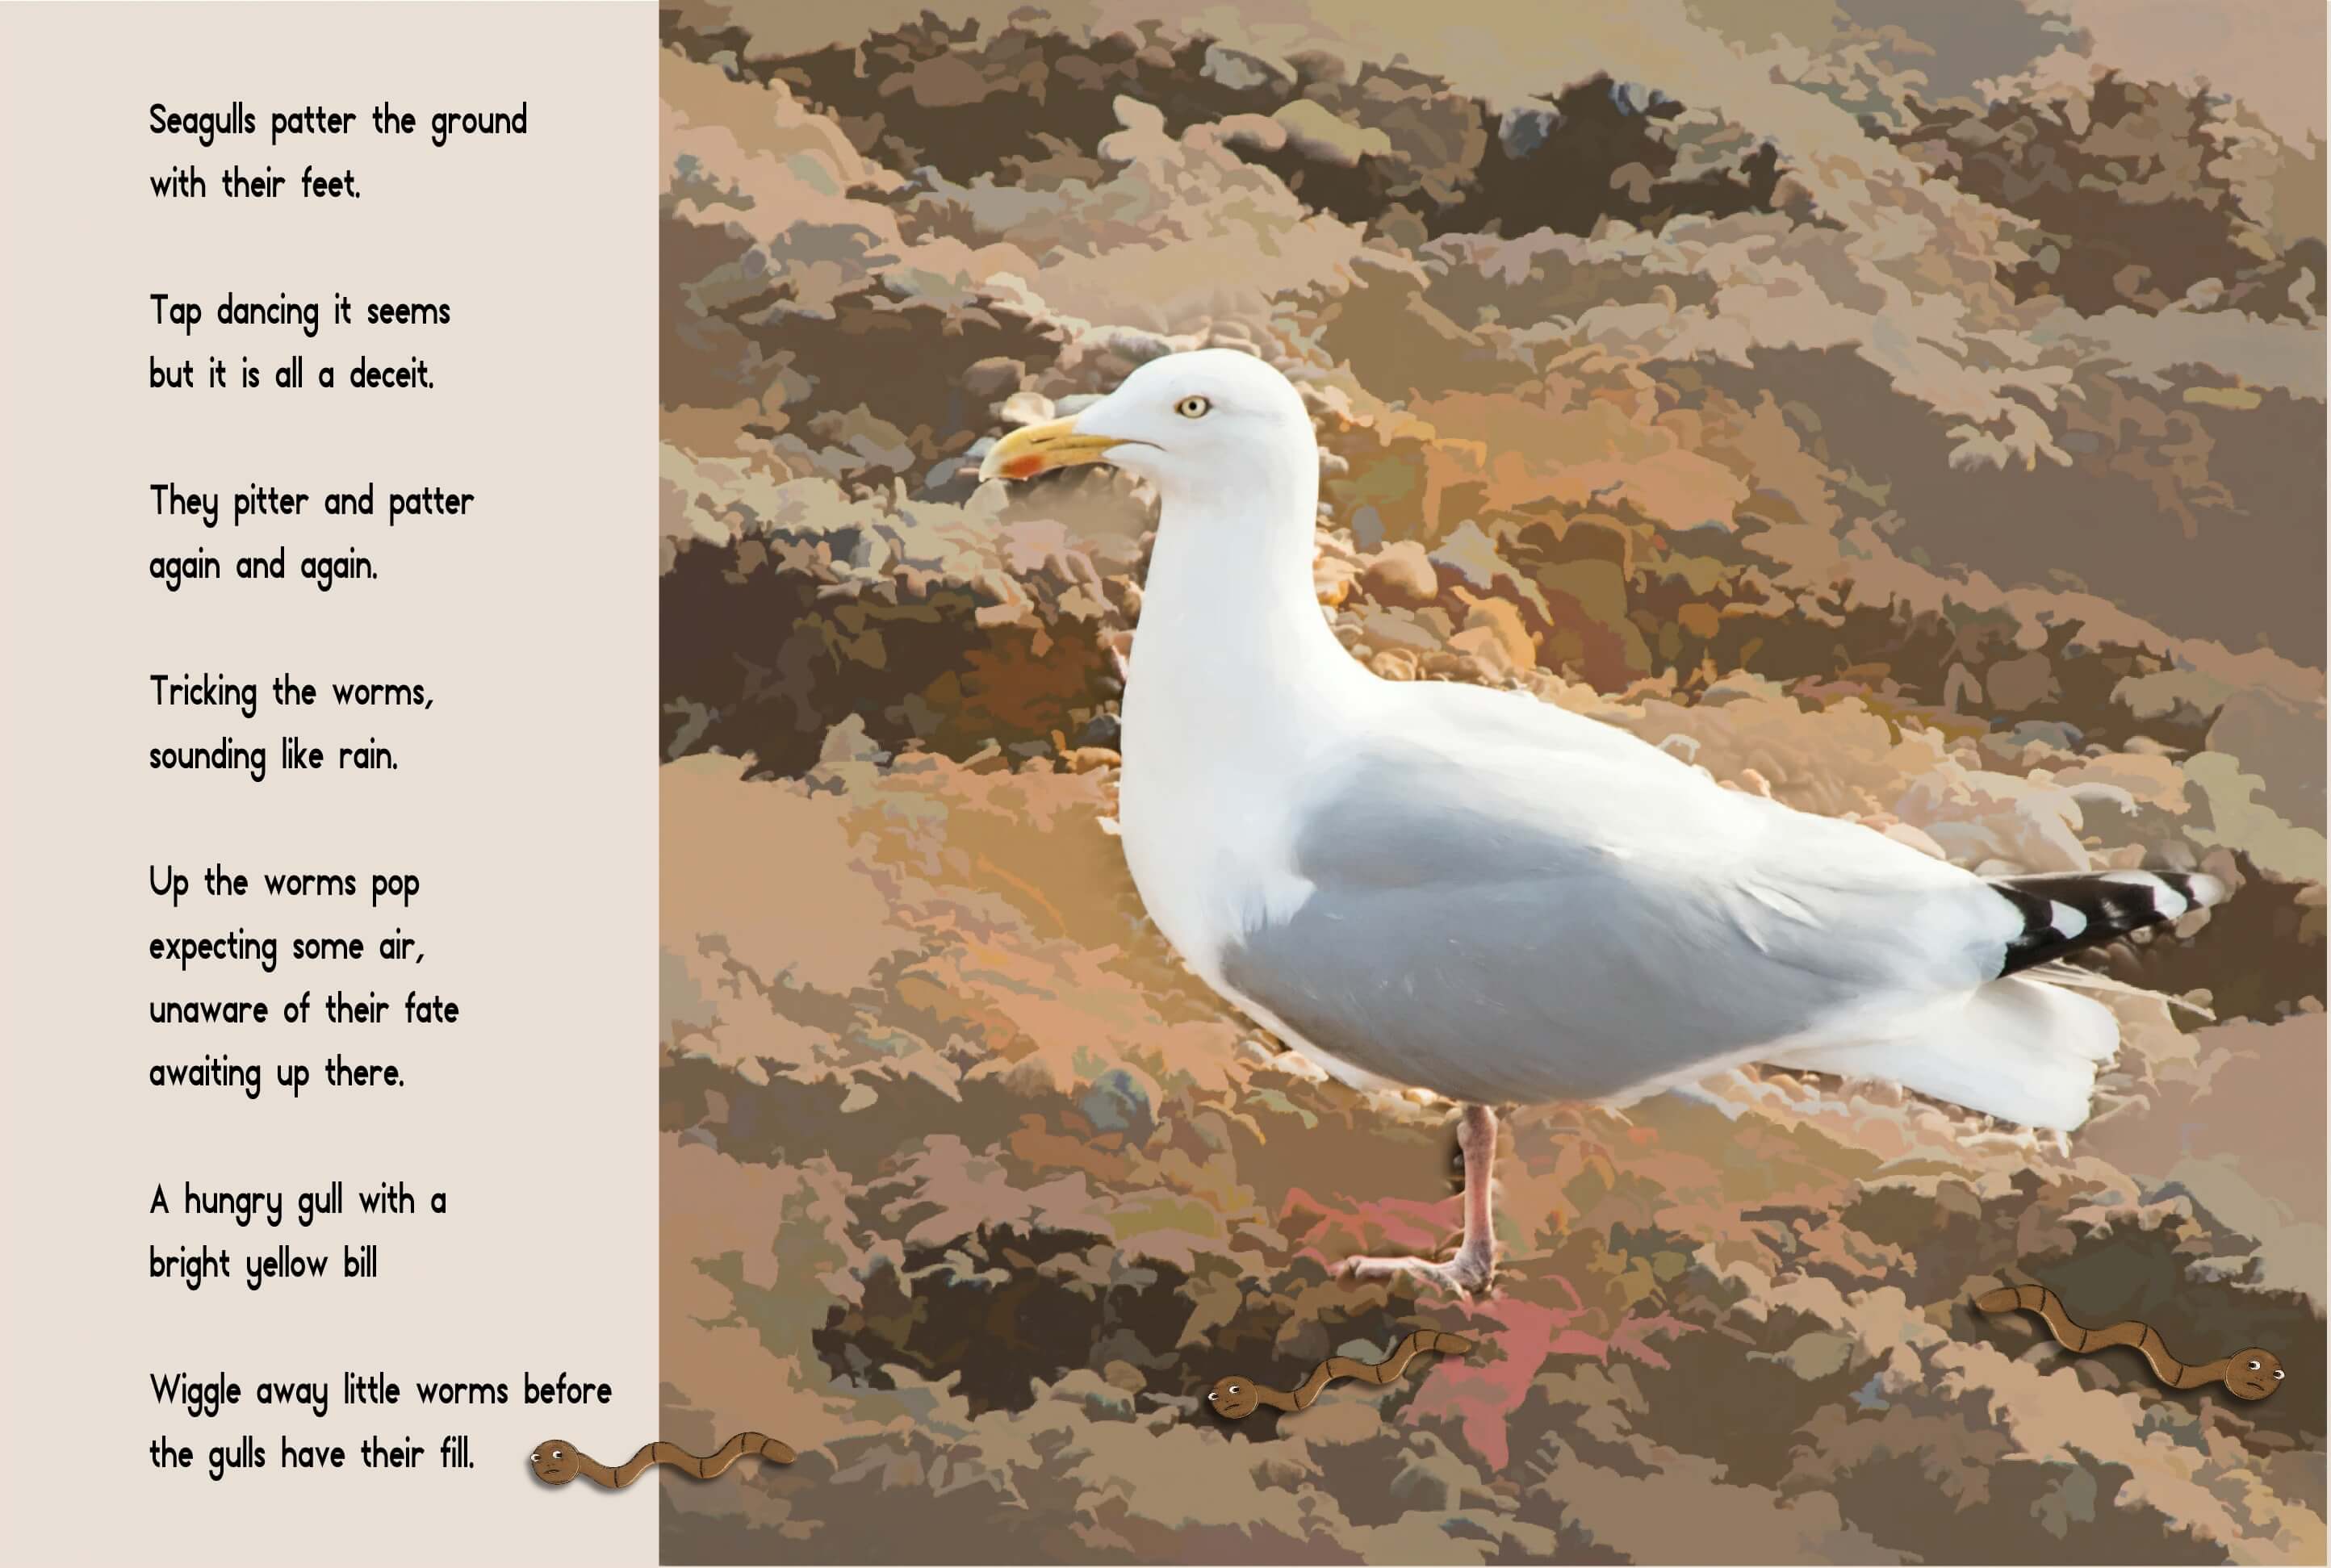 Seagulls patter the ground
with their feet.
Tap dancing it seems
but it is all a deceit.
They pitter and patter
again and again.
Tricking the worms,
sounding like rain.
Up the worms pop
expecting some air,
unaware of their fate
awaiting up there.
A hungry gull with a
bright yellow bill
Wiggle away little worms before
the gulls have their fill.